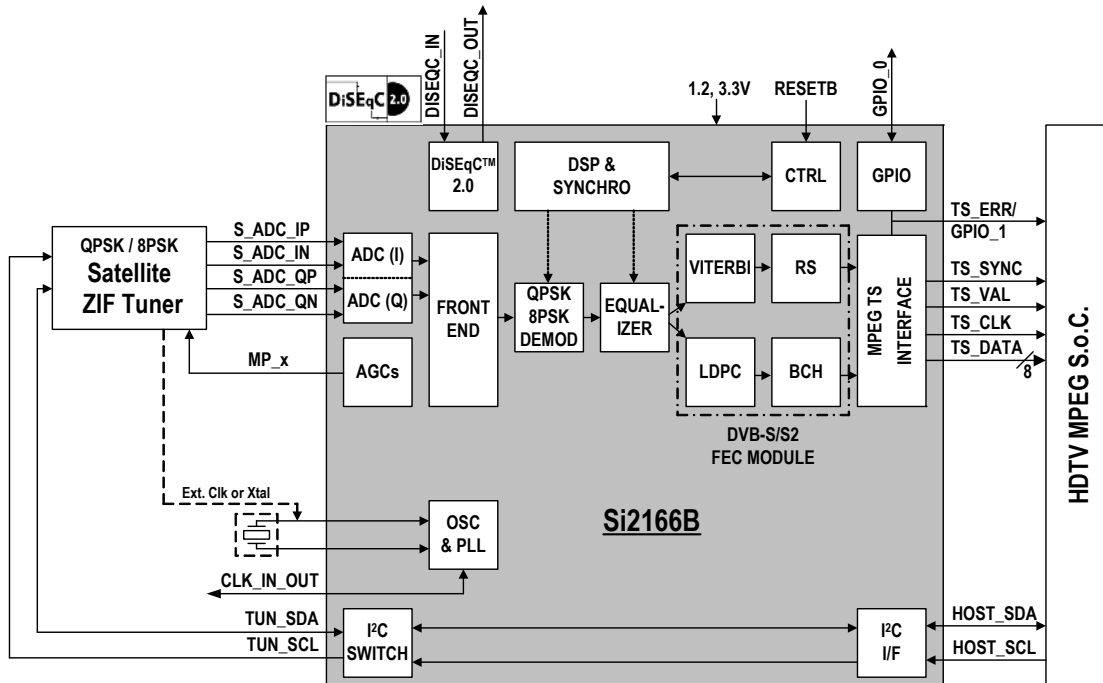 DISEQC_IN
DISEQC_OUT
DiSEqC 2.0
1.2, 3.3V
RESETB
GPIO_0
DiSEqC™
2.0
DSP &
SYNCHRO
CTRL
GPIO
TS_ERR/
GPIO_1
QPSK / 8PSK
Satellite
ZIF Tuner
S_ADC_IP
S_ADC_IN
S_ADC_QP
S_ADC_QN
MP_x
ADC (I)
ADC (Q)
AGCs
FRONT
END
QPSK
8PSK
DEMOD
EQUAL-
IZER
VITERBI
RS
LDPC
BCH
DVB-S/S2
FEC MODULE
MPEG TS
INTERFACE
TS_SYNC
TS_VAL
TS_CLK
TS_DATA
8
HDTV MPEG S.o.C.
Ext. Clk or Xtal
OSC
& PLL
Si2166B
CLK_IN_OUT
TUN_SDA
TUN_SCL
I²C
SWITCH
I²C
I/F
HOST_SDA
HOST_SCL